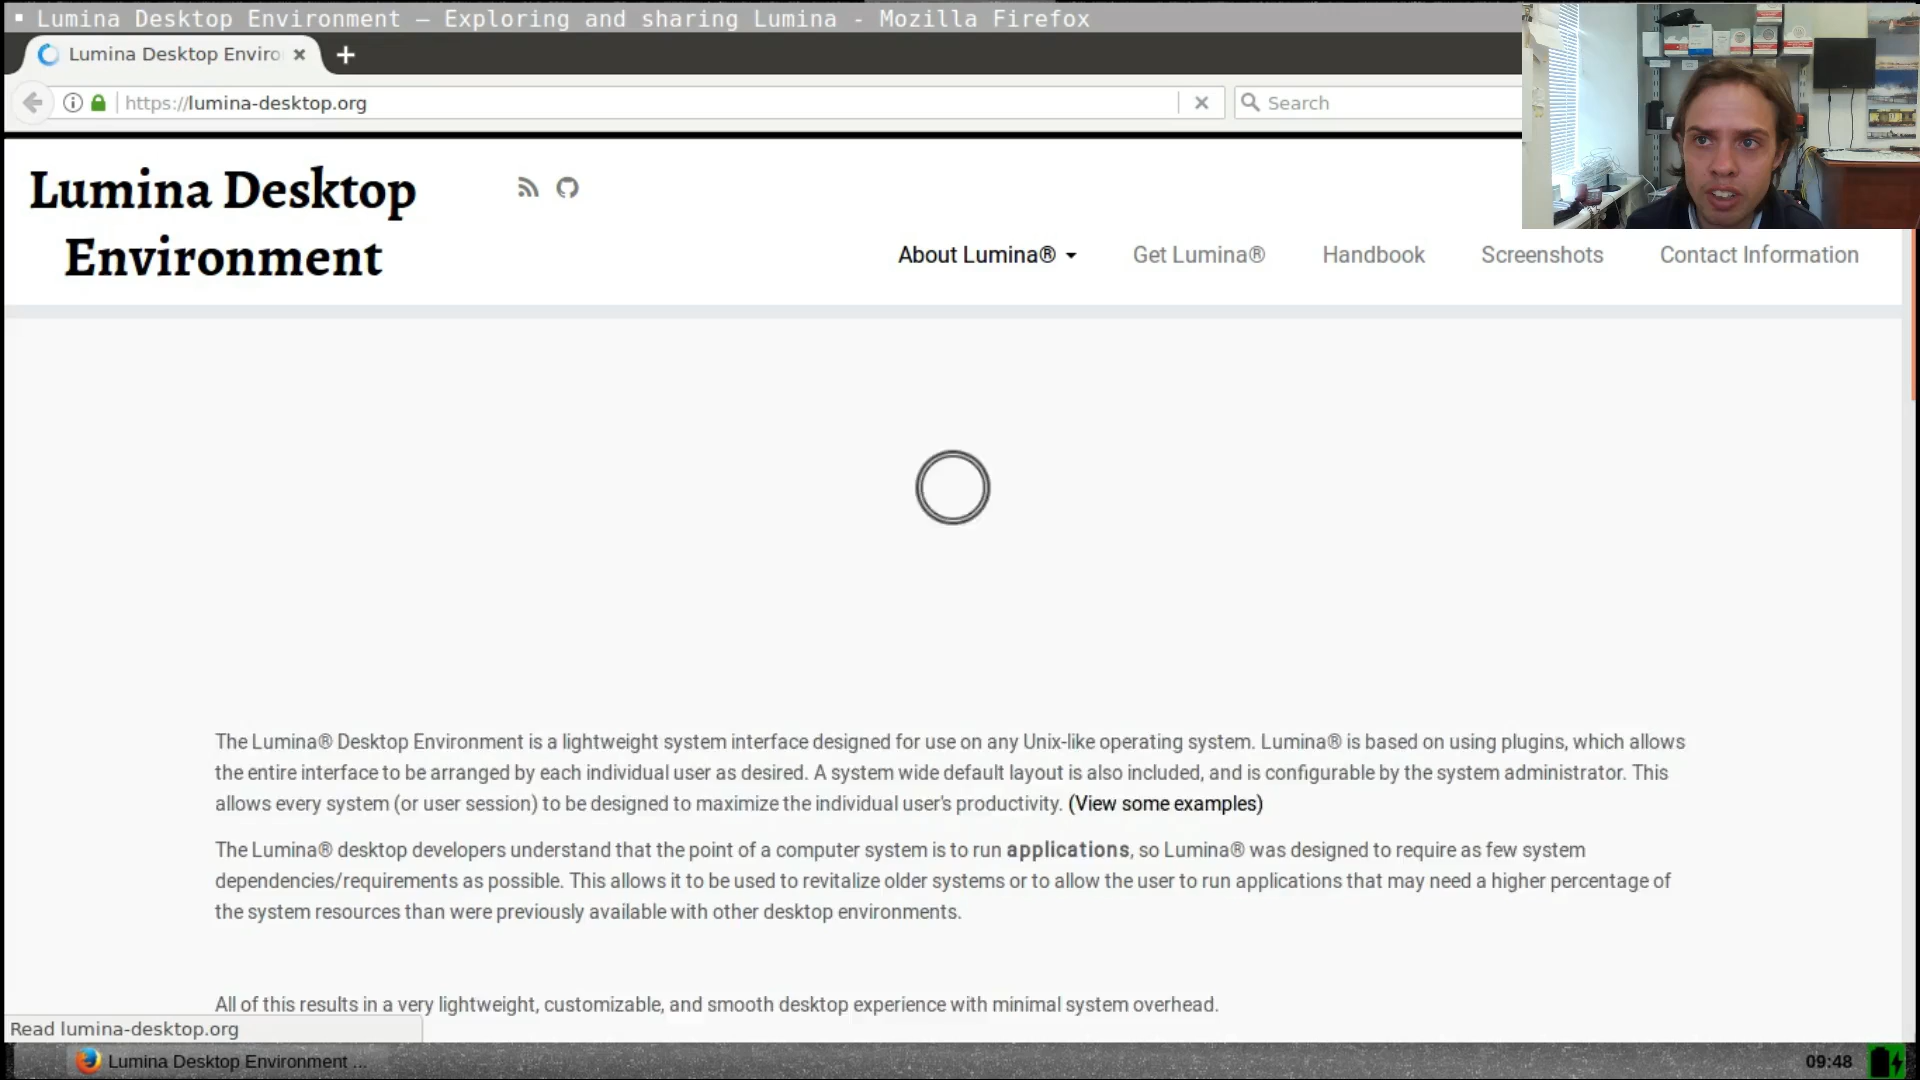 Lumina Desktop Environment — Exploring and sharing Lumina - Mozilla Firefox
Lumina Desktop Enviro
https://lumina-desktop.org
Search
Lumina Desktop
Environment
About Lumina® Get Lumina® Handbook Screenshots Contact Information
The Lumina® Desktop Environment is a lightweight system interface designed for use on any Unix-like operating system. Lumina® is based on using plugins, which allows
the entire interface to be arranged by each individual user as desired. A system wide default layout is also included, and is configurable by the system administrator. This
allows every system (or user session) to be designed to maximize the individual user's productivity. (View some examples)
The Lumina® desktop developers understand that the point of a computer system is to run applications, so Lumina® was designed to require as few system
dependencies/requirements as possible. This allows it to be used to revitalize older systems or to allow the user to run applications that may need a higher percentage of
the system resources than were previously available with other desktop environments.
All of this results in a very lightweight, customizable, and smooth desktop experience with minimal system overhead.
Read lumina-desktop.org
Lumina Desktop Environment ...
09:48